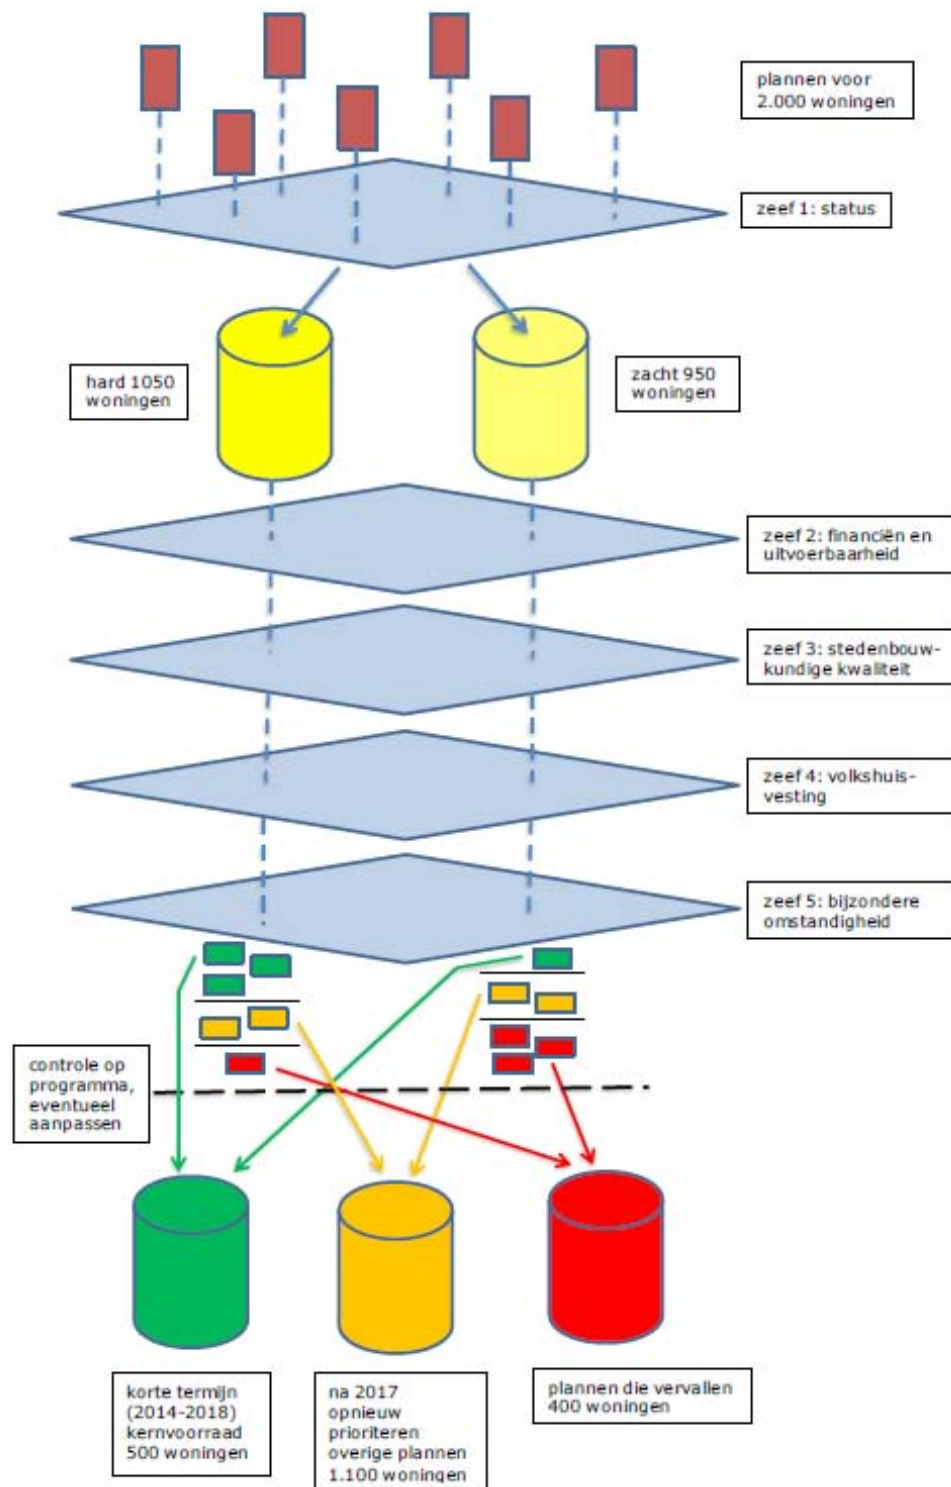 plannen voor
2.000 woningen
zeef 1: status
hard 1050
woningen
zacht 950
woningen
zeef 2: financiën en
uitvoerbaarheid
zeef 3: stedenbouw-
kundige kwaliteit
zeef 4: volkshuis-
vesting
zeef 5: bijzondere
omstandigheid
controle op
programma,
eventueel
aanpassen
korte termijn
(2014-2018)
kernvoorraad
500 woningen
na 2017
opnieuw
prioriteren
overige plannen
1.100 woningen
plannen die vervallen
400 woningen